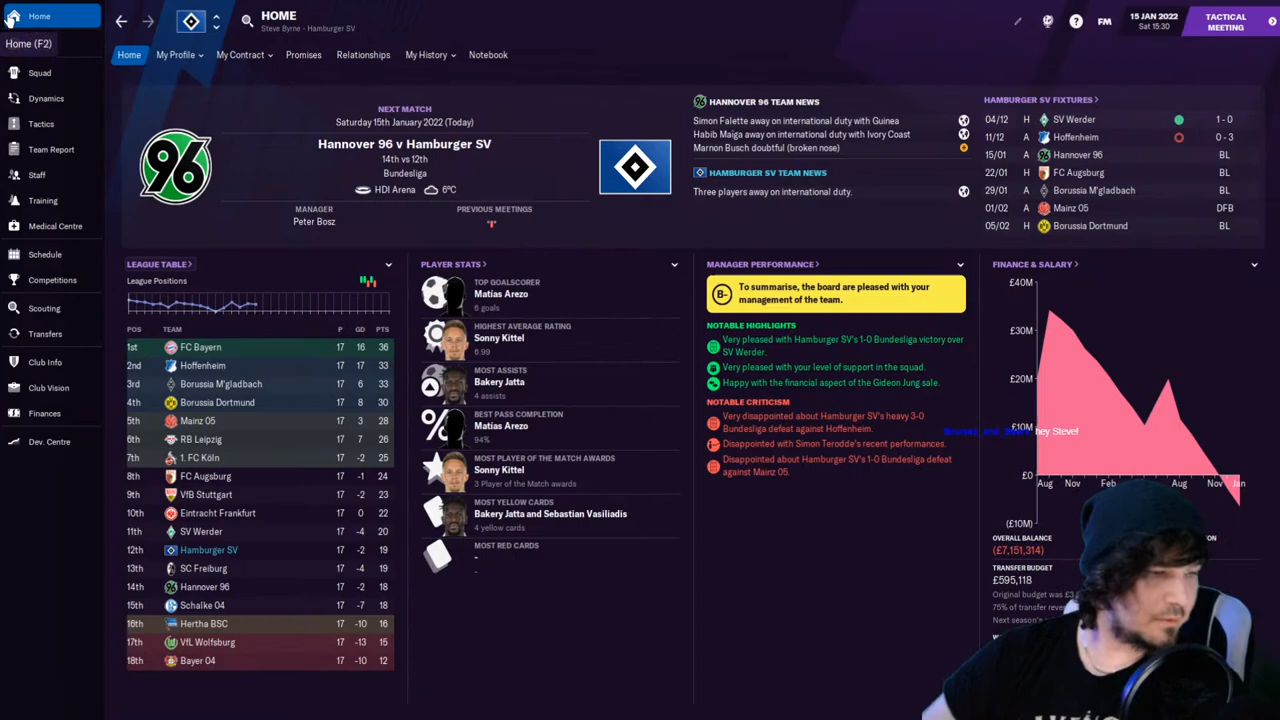 Home
HOME
Steve Byrne - Hamburger SV
FM
15 JAN 2022
Sat 15:30
TACTICAL
MEETING
Home (F2)
Home
My Profile
My Contract
Promises
Relationships
My History
Notebook
Squad
Dynamics
Tactics
Team Report
Staff
Training
Medical Centre
Schedule
Competitions
Scouting
Transfers
Club Info
Club Vision
Finances
Dev. Centre
NEXT MATCH
Saturday 15th January 2022 (Today)
Hannover 96 v Hamburger SV
14th vs 12th
Bundesliga
HDI Arena 6°C
MANAGER
Peter Bosz
PREVIOUS MEETINGS
96
HANNOVER 96 TEAM NEWS
Simon Falette away on international duty with Guinea
Habib Maïga away on international duty with Ivory Coast
Marnon Busch doubtful (broken nose)
HAMBURGER SV TEAM NEWS
Three players away on international duty.
HAMBURGER SV FIXTURES >
04/12 H SV Werder 1 - 0
11/12 A Hoffenheim 0 - 3
15/01 A Hannover 96 BL
22/01 H FC Augsburg BL
29/01 A Borussia M'gladbach BL
01/02 A Mainz 05 DFB
05/02 H Borussia Dortmund BL
LEAGUE TABLE >
League Positions
POS TEAM P GD PTS
1st FC Bayern 17 16 36
2nd Hoffenheim 17 17 33
3rd Borussia M'gladbach 17 6 33
4th Borussia Dortmund 17 8 30
5th Mainz 05 17 3 28
6th RB Leipzig 17 7 26
7th 1. FC Köln 17 -2 25
8th FC Augsburg 17 -1 24
9th VfB Stuttgart 17 -2 23
10th Eintracht Frankfurt 17 0 22
11th SV Werder 17 -4 20
12th Hamburger SV 17 -2 19
13th SC Freiburg 17 -4 19
14th Hannover 96 17 -2 18
15th Schalke 04 17 -7 18
16th Hertha BSC 17 -10 16
17th VfL Wolfsburg 17 -13 15
18th Bayer 04 17 -10 12
PLAYER STATS >
TOP GOALSCORER
Matías Arezo
6 goals
HIGHEST AVERAGE RATING
Sonny Kittel
6.99
MOST ASSISTS
Bakery Jatta
4 assists
BEST PASS COMPLETION
Matías Arezo
94%
MOST PLAYER OF THE MATCH AWARDS
Sonny Kittel
3 Player of the Match awards
MOST YELLOW CARDS
Bakery Jatta and Sebastian Vasiliadis
4 yellow cards
MOST RED CARDS
-
-
MANAGER PERFORMANCE >
B-
To summarise, the board are pleased with your
management of the team.
NOTABLE HIGHLIGHTS
Very pleased with Hamburger SV's 1-0 Bundesliga victory over
SV Werder.
Very pleased with your level of support in the squad.
Happy with the financial aspect of the Gideon Jung sale.
NOTABLE CRITICISM
Very disappointed about Hamburger SV's heavy 3-0
Bundesliga defeat against Hoffenheim.
Disappointed with Simon Terodde's recent performances.
Disappointed about Hamburger SV's 1-0 Bundesliga defeat
against Mainz 05.
hey Steve!
FINANCE & SALARY >
£40M
£30M
£20M
£10M
£0
(£10M)
Aug Nov Feb Aug Nov Jan
OVERALL BALANCE
(£7,151,314)
TRANSFER BUDGET
£595,118
Original budget was £3
75% of transfer reve
Next season's